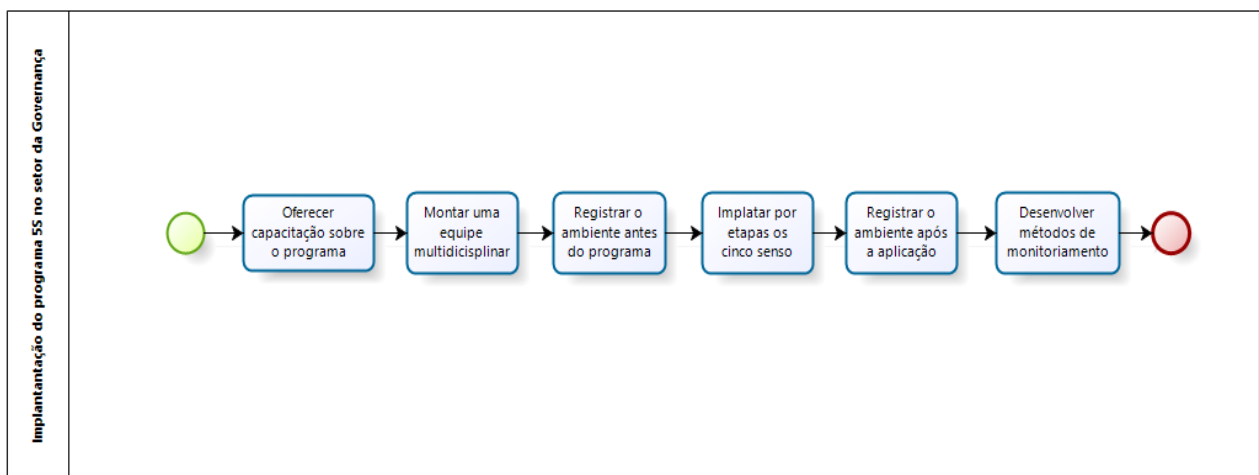 Implantantação do programa 5S no setor da Governança
Oferecer
capacitação sobre
o programa
Montar uma
equipe
multidicisplinar
Registrar o
ambiente antes
do programa
Implatar por
etapas os
cinco senso
Registrar o
ambiente após
a aplicação
Desenvolver
métodos de
monitoriamento